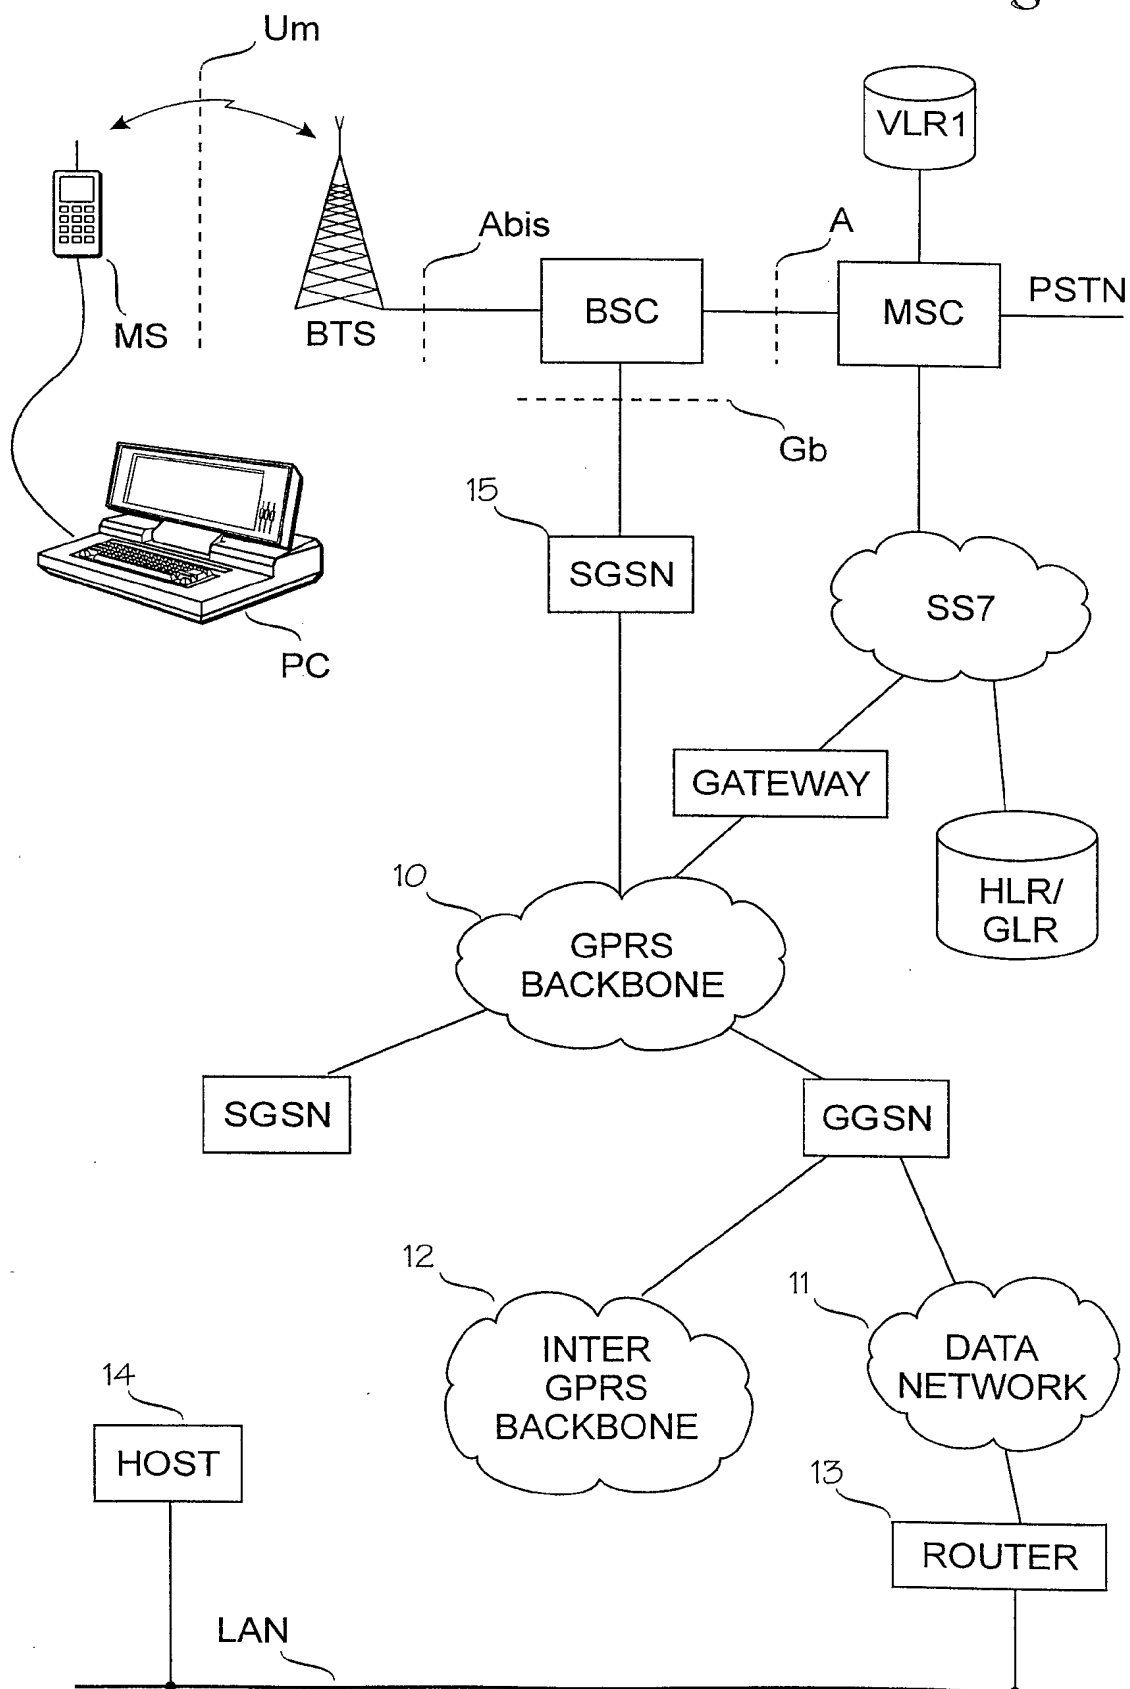 Um
VLR1
Abis
A
BSC
MSC
PSTN
MS
BTS
Gb
15
SGSN
SS7
PC
GATEWAY
10
HLR/
GLR
GPRS
BACKBONE
SGSN
GGSN
12
11
INTER
GPRS
BACKBONE
DATA
NETWORK
14
HOST
13
ROUTER
LAN